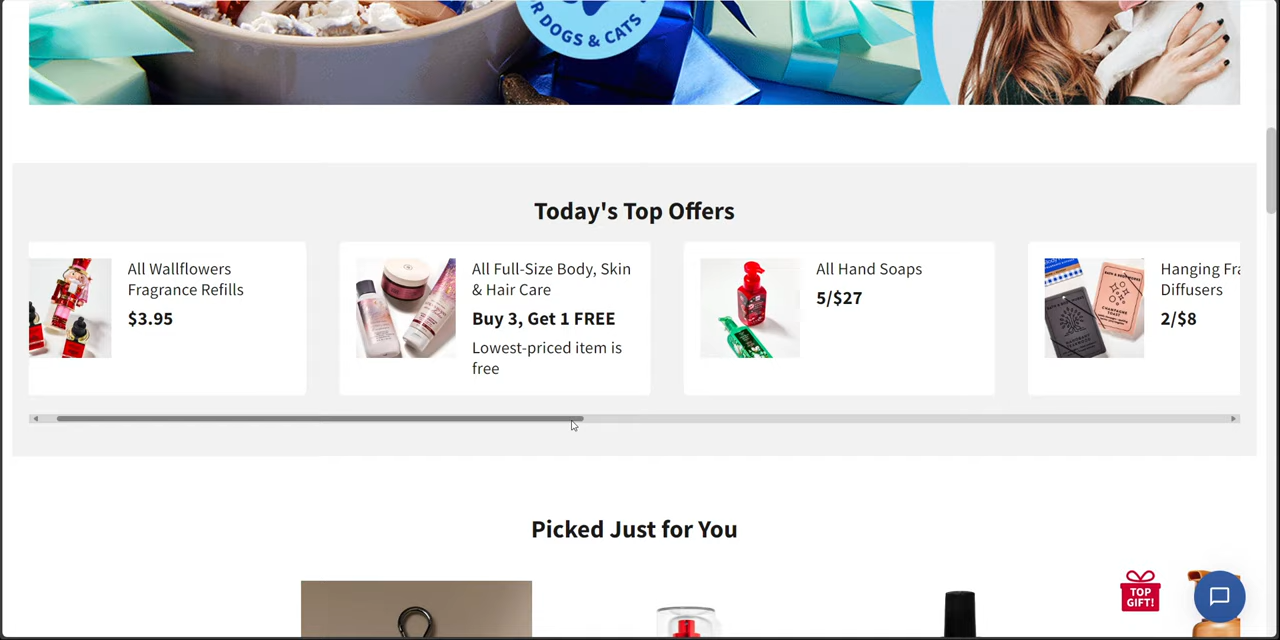 R DOGS & CATS
Today's Top Offers
All Wallflowers
Fragrance Refills
$3.95
All Full-Size Body, Skin
& Hair Care
Buy 3, Get 1 FREE
Lowest-priced item is
free
All Hand Soaps
5/$27
Hanging Fra
Diffusers
2/$8
Picked Just for You
TOP
GIFT!